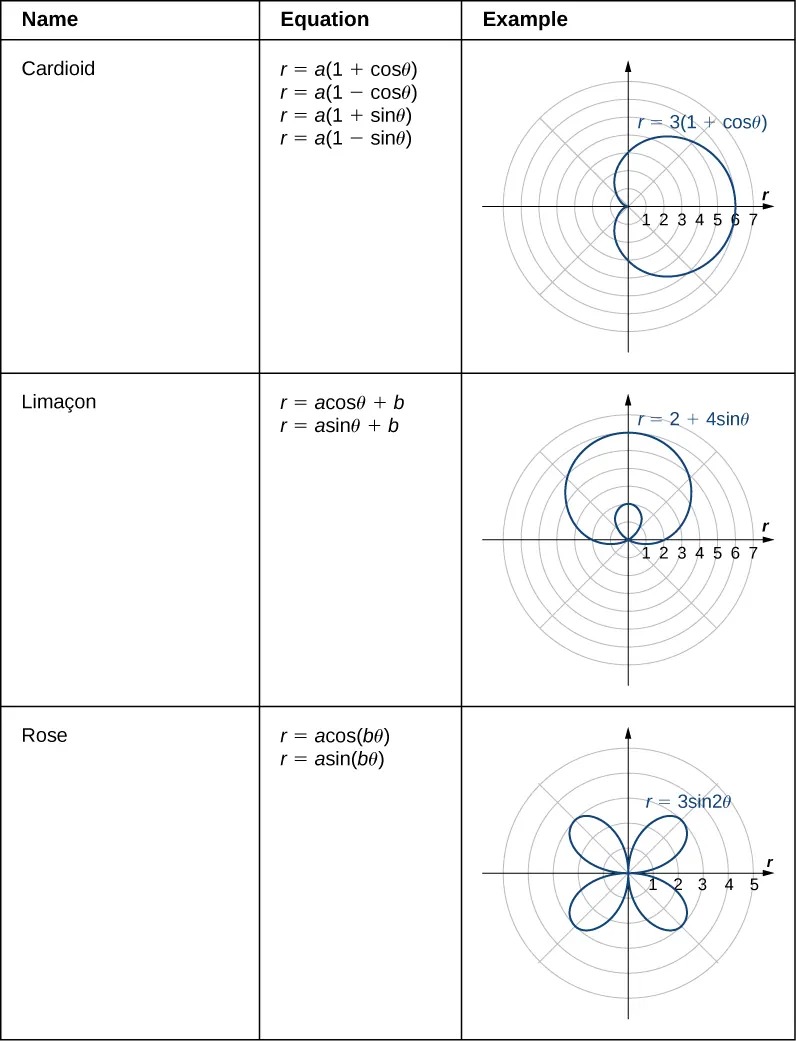 Name Equation Example
Cardioid
r = a(1 + cosθ)
r = a(1 − cosθ)
r = a(1 + sinθ)
r = a(1 − sinθ)
r = 3(1 + cosθ)
r
1 2 3 4 5 6 7
Limaçon
r = acosθ + b
r = asinθ + b
r = 2 + 4sinθ
r
1 2 3 4 5 6 7
Rose
r = acos(bθ)
r = asin(bθ)
r = 3sin2θ
r
1 2 3 4 5